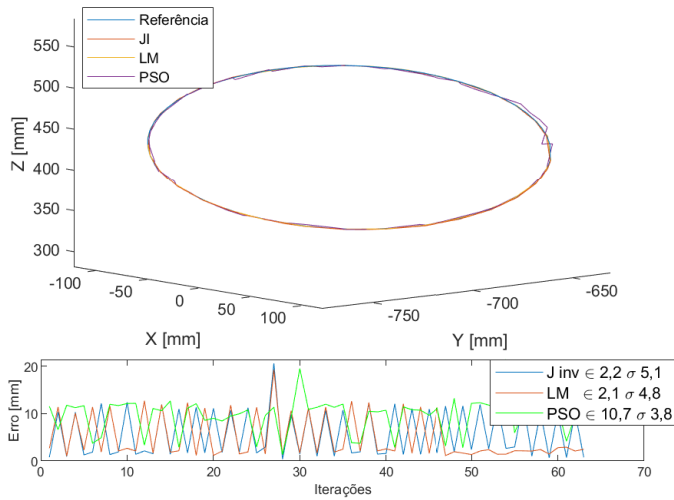 Referência
JI
LM
PSO
550
500
450
400
350
300
Z [mm]
-100
-50
0
50
100
X [mm]
-750
-700
-650
Y [mm]
20
10
0
Erro [mm]
0
10
20
30
40
50
60
70
Iterações
J inv ∈ 2,2 σ 5,1
LM ∈ 2,1 σ 4,8
PSO ∈ 10,7 σ 3,8